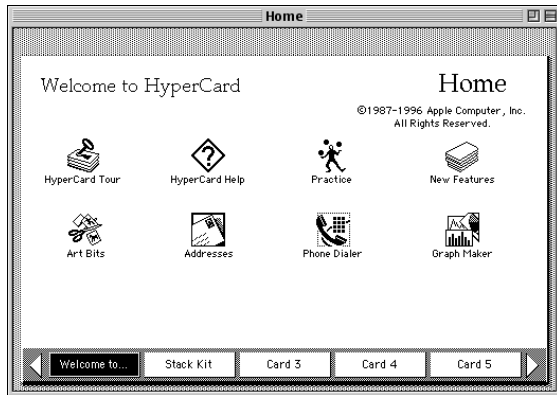 Home
Welcome to HyperCard
Home
©1987-1996 Apple Computer, Inc.
All Rights Reserved.
HyperCard Tour
HyperCard Help
Practice
New Features
Art Bits
Addresses
Phone Dialer
Graph Maker
Welcome to...
Stack Kit
Card 3
Card 4
Card 5